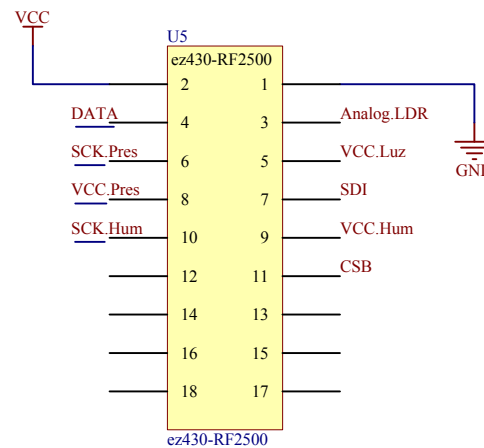 VCC
U5
ez430-RF2500
2 1
DATA 4 3 Analog.LDR
SCK.Pres 6 5 VCC.Luz
VCC.Pres 8 7 SDI
SCK.Hum 10 9 VCC.Hum
12 11 CSB
14 13
16 15
18 17
GND
ez430-RF2500